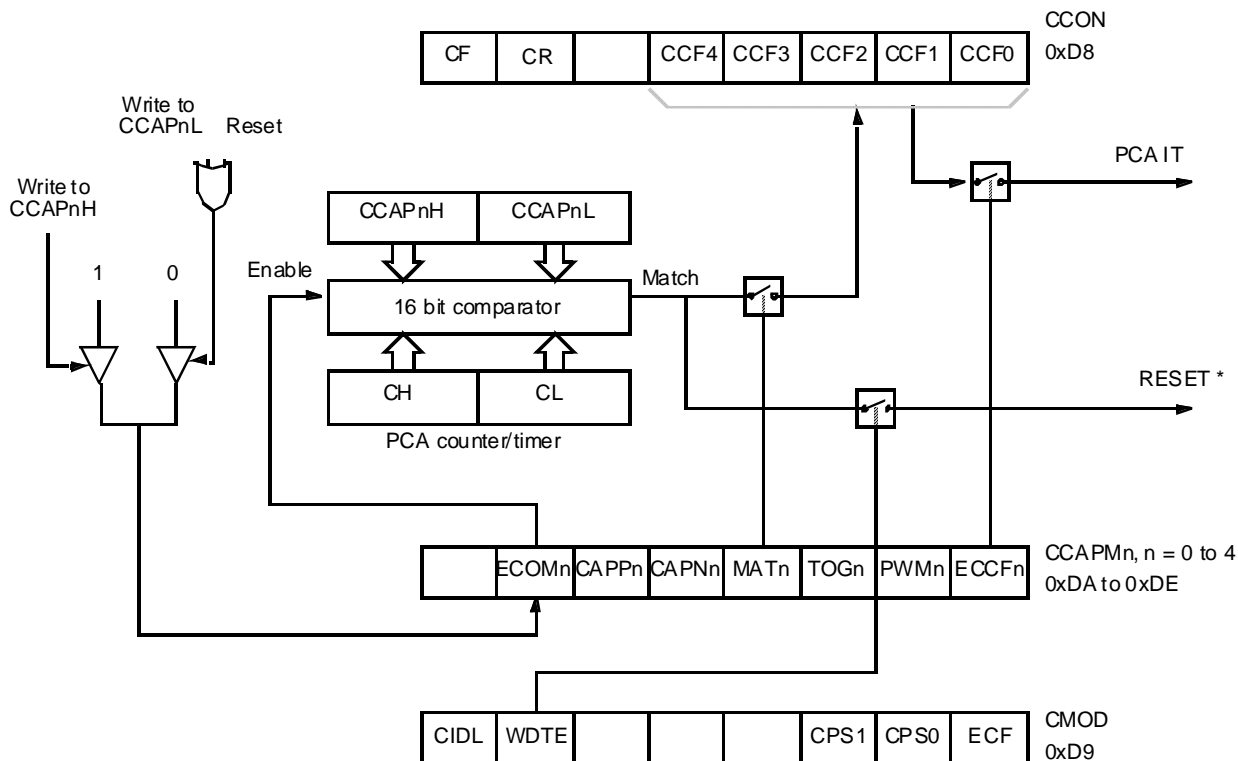 CCON
CF CR CCF4 CCF3 CCF2 CCF1 CCF0
0xD8
Write to
CCAPnL Reset
PCA IT
Write to
CCAPnH
CCAPnH CCAPnL
1 0 Enable
Match
16 bit comparator
CH CL
RESET *
PCA counter/timer
ECOMn CAPPn CAPNn MATn TOGn PWMn ECCFn
CCAPMn, n = 0 to 4
0xDA to 0xDE
CIDL WDTE CPS1 CPS0 ECF
CMOD
0xD9